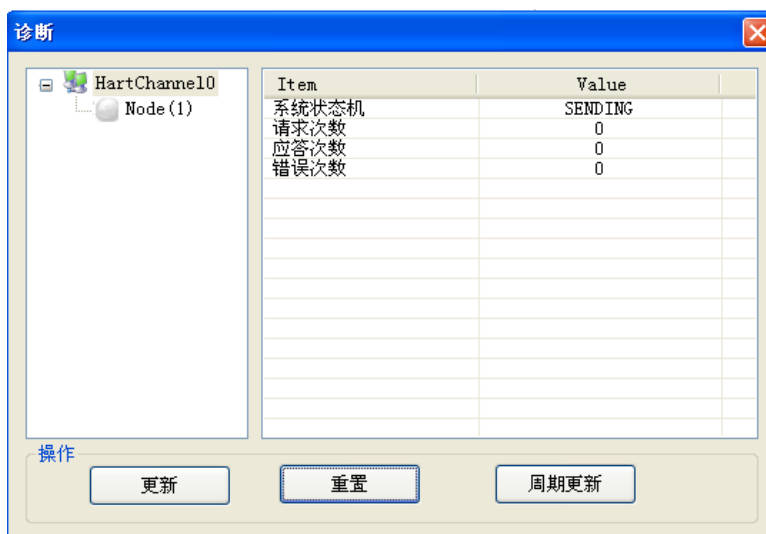 诊断
HartChannel0
Node(1)
Item Value
系统状态机 SENDING
请求次数 0
应答次数 0
错误次数 0
操作
更新 重置 周期更新